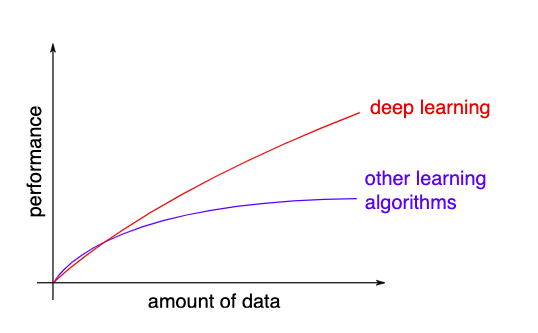 performance
deep learning
other learning
algorithms
amount of data